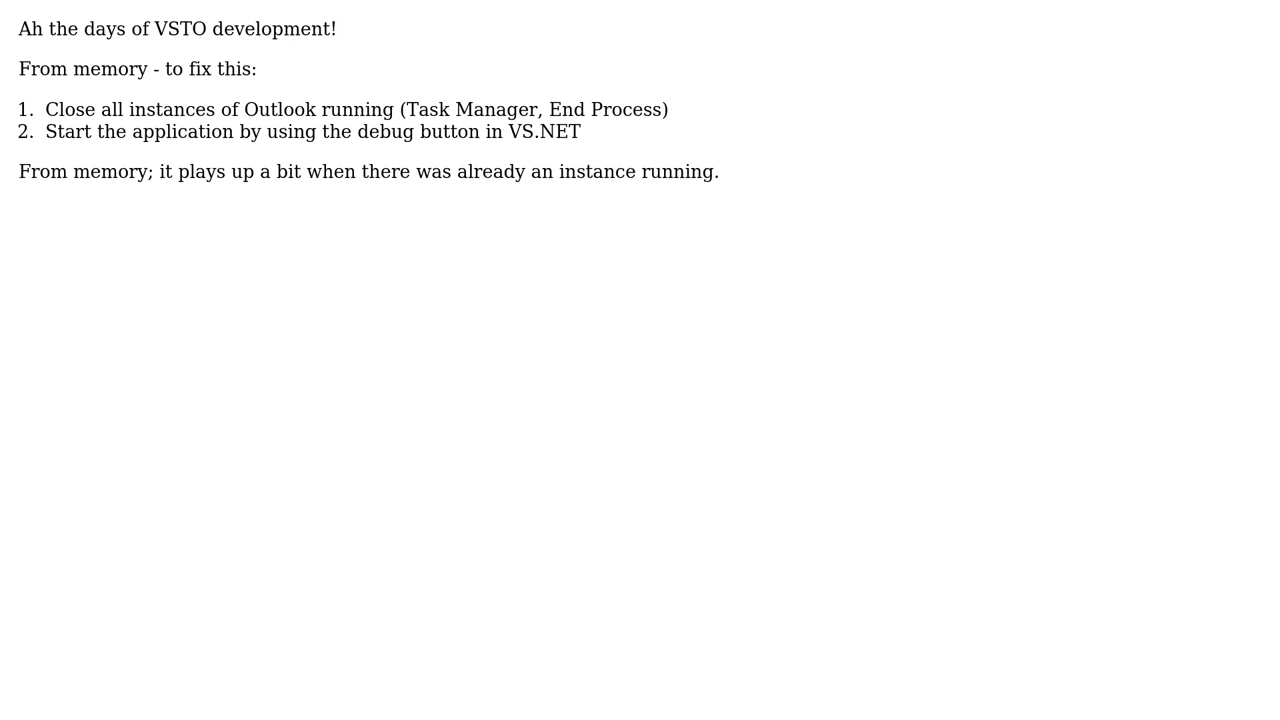 Ah the days of VSTO development!
From memory - to fix this:
1. Close all instances of Outlook running (Task Manager, End Process)
2. Start the application by using the debug button in VS.NET
From memory; it plays up a bit when there was already an instance running.